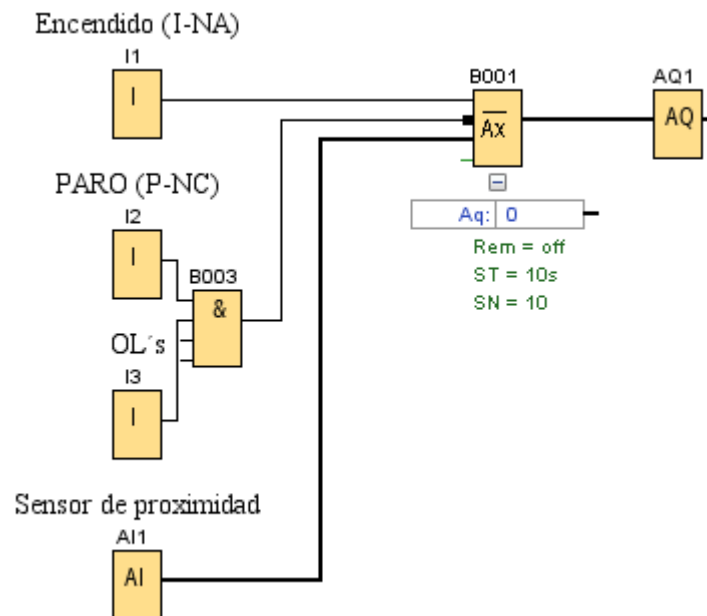 Encendido (I-NA)
I1
I
B001
Ax
AQ1
AQ
PARO (P-NC)
I2
I
B003
&
Aq: 0
Rem = off
ST = 10s
SN = 10
OL´s
I3
I
Sensor de proximidad
AI1
AI